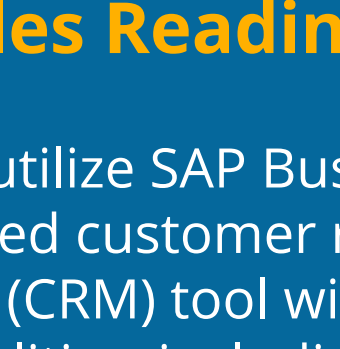 les Readin
utilize SAP Bus
ed customer r
(CRM) tool wi